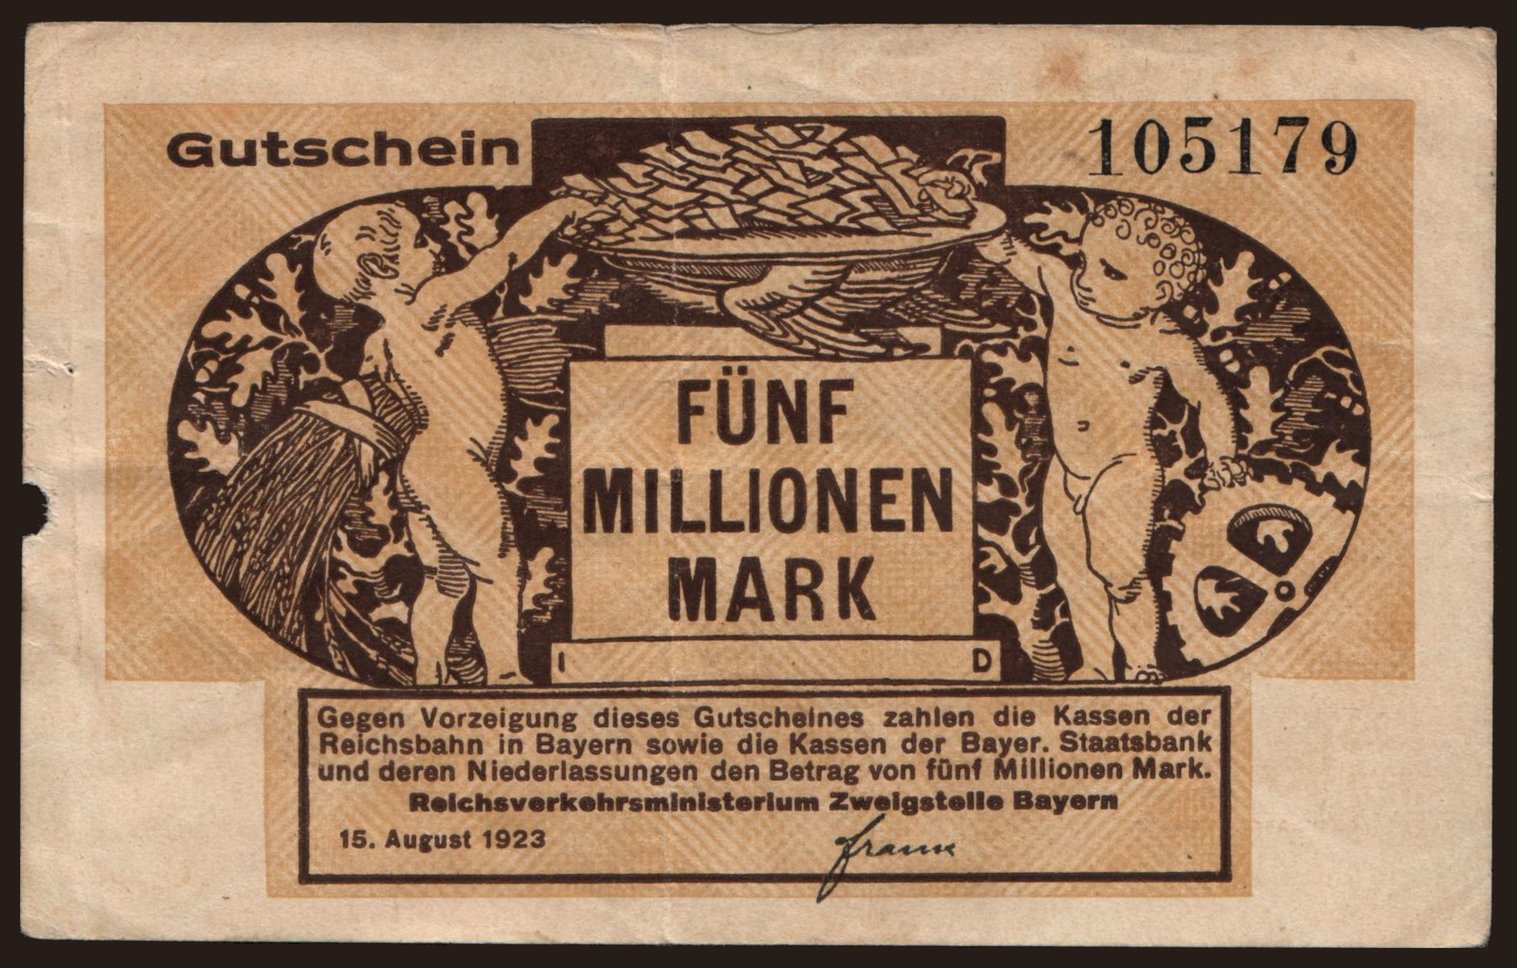 Gutschein
105179
FÜNF
MILLIONEN
MARK
I D
Gegen Vorzeigung dieses Gutscheines zahlen die Kassen der
Reichsbahn in Bayern sowie die Kassen der Bayer. Staatsbank
und deren Niederlassungen den Betrag von fünf Millionen Mark.
Reichsverkehrsministerium Zweigstelle Bayern
15. August 1923